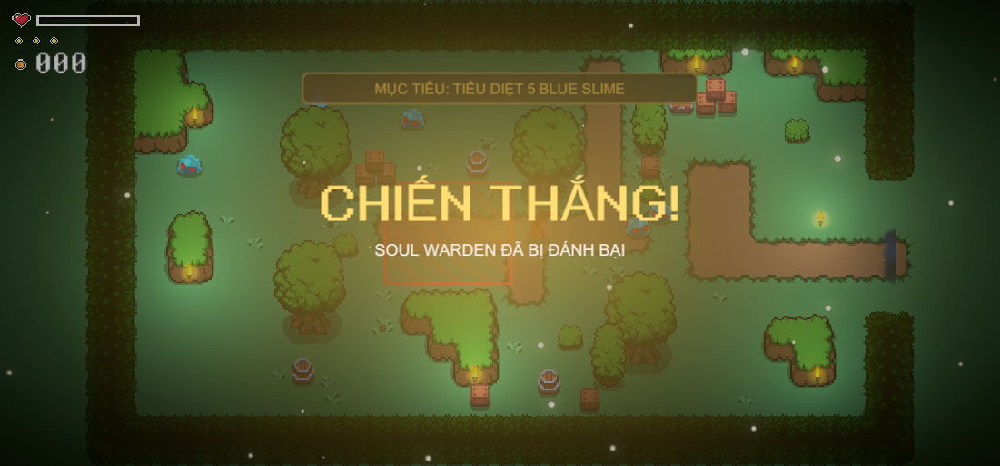 000
MỤC TIÊU: TIÊU DIỆT 5 BLUE SLIME
CHIẾN THẮNG!
SOUL WARDEN ĐÃ BỊ ĐÁNH BẠI